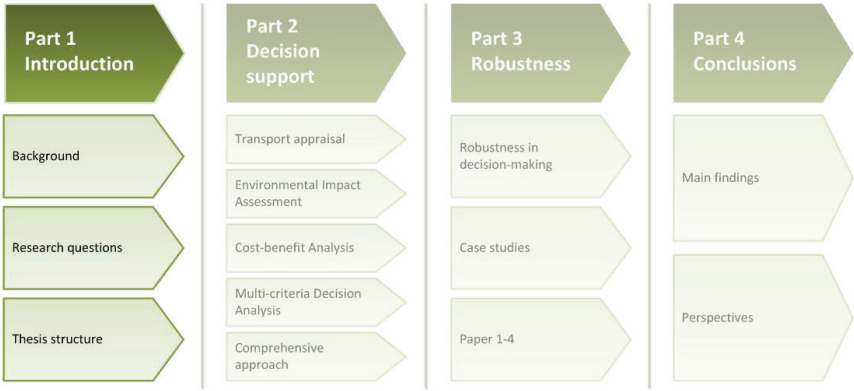 Part 1
Introduction
Background
Research questions
Thesis structure
Part 2
Decision
support
Transport appraisal
Environmental Impact
Assessment
Cost-benefit Analysis
Multi-criteria Decision
Analysis
Comprehensive
approach
Part 3
Robustness
Robustness in
decision-making
Case studies
Paper 1-4
Part 4
Conclusions
Main findings
Perspectives